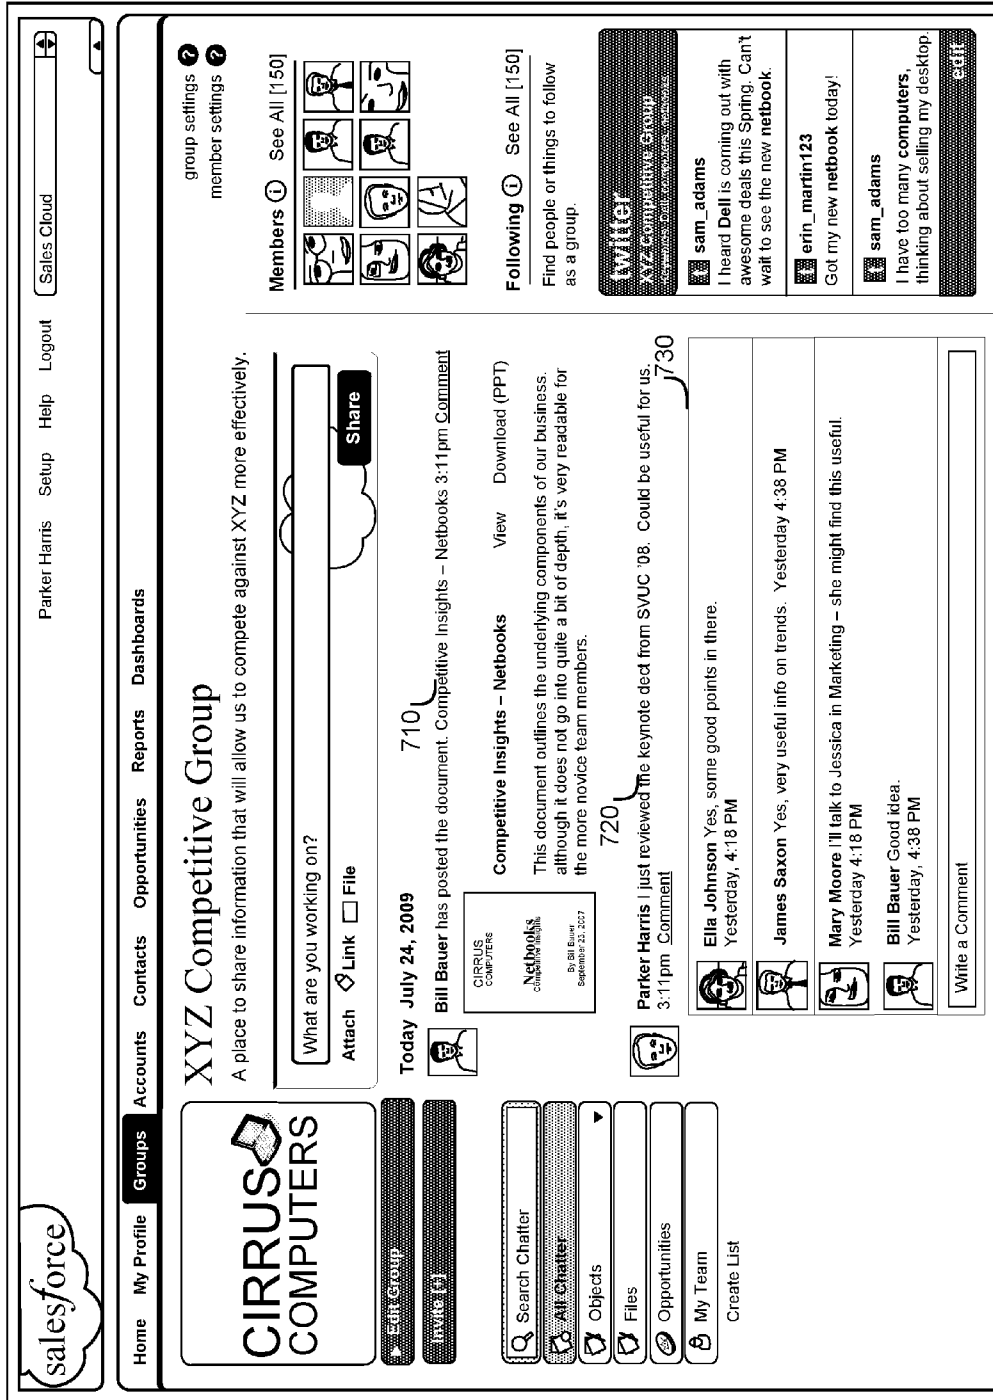 salesforce
Parker Harris Setup Help Logout Sales Cloud
Home My Profile Groups Accounts Contacts Opportunities Reports Dashboards
CIRRUS
COMPUTERS
Edit Group
Invite [+]
Search Chatter
All Chatter
Objects
Files
Opportunities
My Team
Create List
XYZ Competitive Group
A place to share information that will allow us to compete against XYZ more effectively.
What are you working on?
Attach Link File
Share
Today July 24, 2009
710
Bill Bauer has posted the document. Competitive Insights – Netbooks 3:11pm Comment
CIRRUS
COMPUTERS
Netbooks
Competitive Insights
By Bill Bauer
September 23, 2007
Competitive Insights – Netbooks View Download (PPT)
This document outlines the underlying components of our business.
although it does not go into quite a bit of depth, it's very readable for
the more novice team members.
720
Parker Harris I just reviewed the keynote dect from SVUC '08. Could be useful for us.
3:11pm Comment
730
Ella Johnson Yes, some good points in there.
Yesterday, 4:18 PM
James Saxon Yes, very useful info on trends. Yesterday 4:38 PM
Mary Moore I'll talk to Jessica in Marketing – she might find this useful.
Yesterday 4:18 PM
Bill Bauer Good idea.
Yesterday, 4:38 PM
Write a Comment
group settings ?
member settings ?
Members i See All [150]
Following i See All [150]
Find people or things to follow
as a group.
twitter
XYZ Competitive Group
sam_adams
I heard Dell is coming out with
awesome deals this Spring. Can't
wait to see the new netbook.
erin_martin123
Got my new netbook today!
sam_adams
I have too many computers,
thinking about selling my desktop.
edit